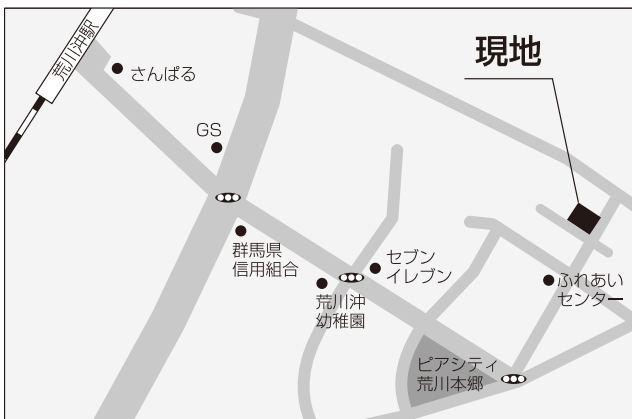 荒川沖駅
さんぱる
現地
GS
群馬県
信用組合
セブン
イレブン
荒川沖
幼稚園
ふれあい
センター
ピアシティ
荒川本郷